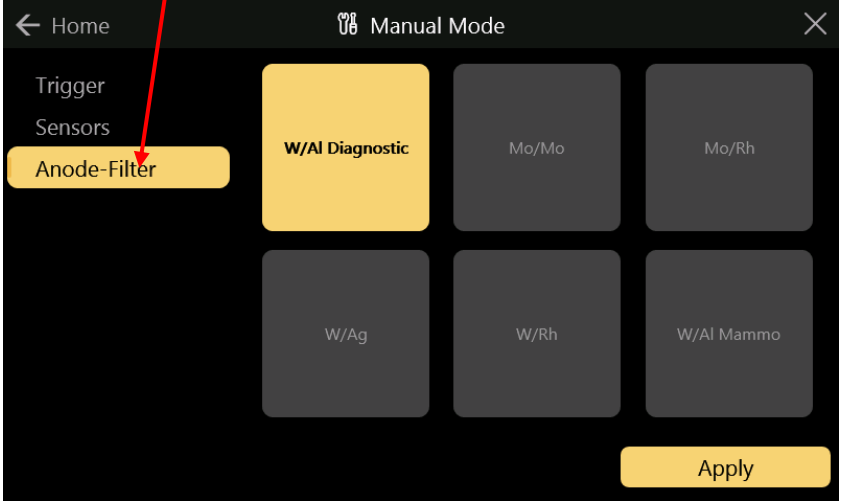 Home
Manual Mode
Trigger
Sensors
Anode-Filter
W/Al Diagnostic
Mo/Mo
Mo/Rh
W/Ag
W/Rh
W/Al Mammo
Apply